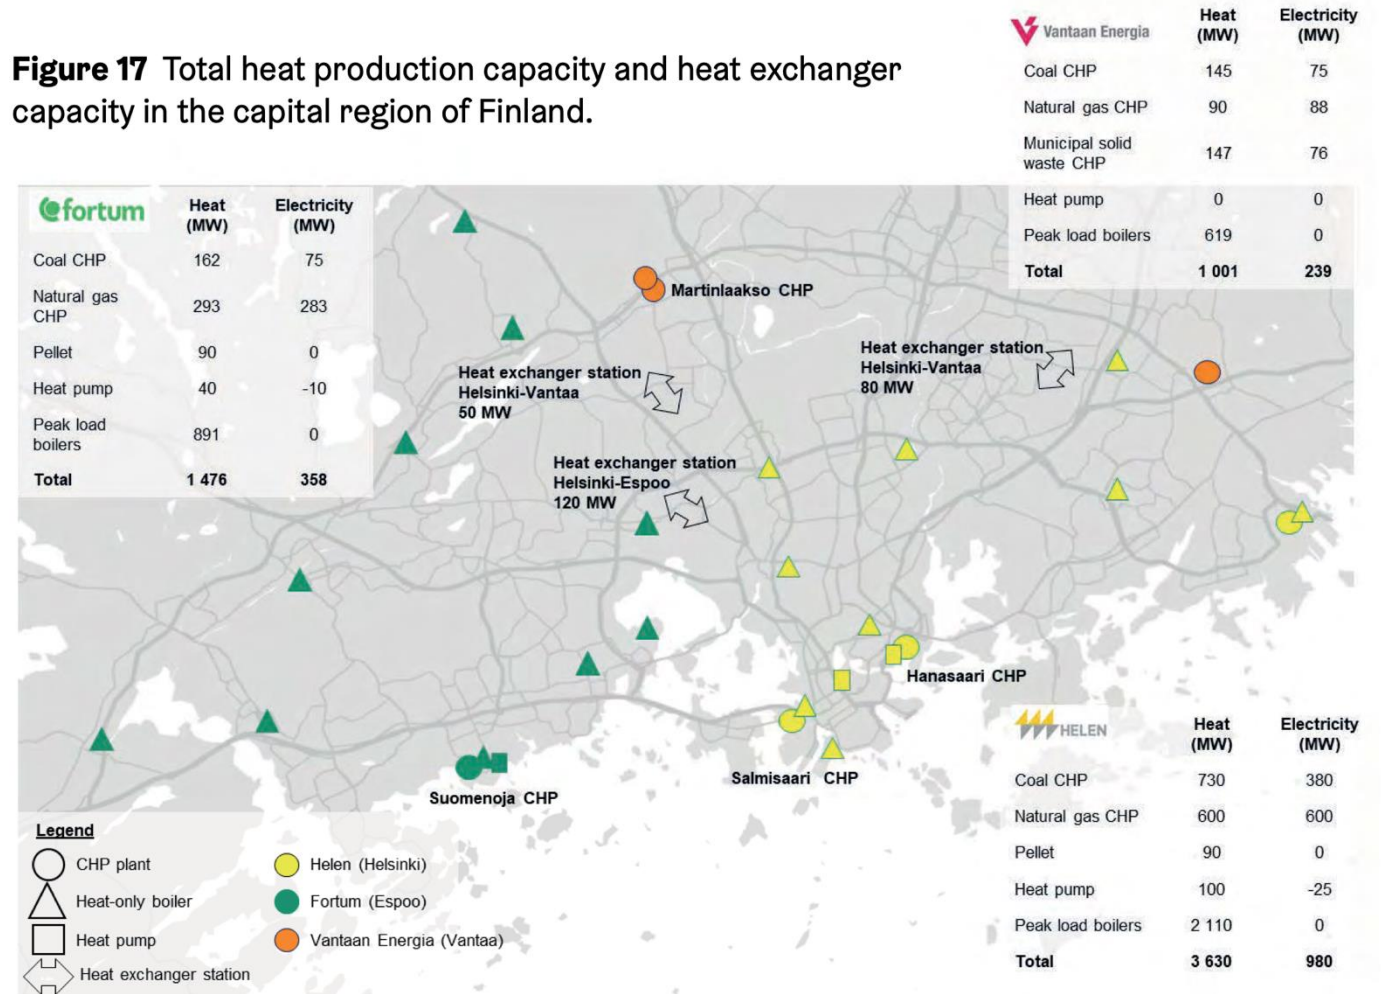 Figure 17 Total heat production capacity and heat exchanger
capacity in the capital region of Finland.
Vantaan Energia
Heat (MW) Electricity (MW)
Coal CHP 145 75
Natural gas CHP 90 88
Municipal solid
waste CHP 147 76
Heat pump 0 0
Peak load boilers 619 0
Total 1 001 239
fortum
Heat (MW) Electricity (MW)
Coal CHP 162 75
Natural gas
CHP 293 283
Pellet 90 0
Heat pump 40 -10
Peak load
boilers 891 0
Total 1 476 358
Martinlaakso CHP
Heat exchanger station
Helsinki-Vantaa
50 MW
Heat exchanger station
Helsinki-Vantaa
80 MW
Heat exchanger station
Helsinki-Espoo
120 MW
Hanasaari CHP
Salmisaari CHP
Suomenoja CHP
HELEN
Heat (MW) Electricity (MW)
Coal CHP 730 380
Natural gas CHP 600 600
Pellet 90 0
Heat pump 100 -25
Peak load boilers 2 110 0
Total 3 630 980
Legend
CHP plant
Heat-only boiler
Heat pump
Heat exchanger station
Helen (Helsinki)
Fortum (Espoo)
Vantaan Energia (Vantaa)